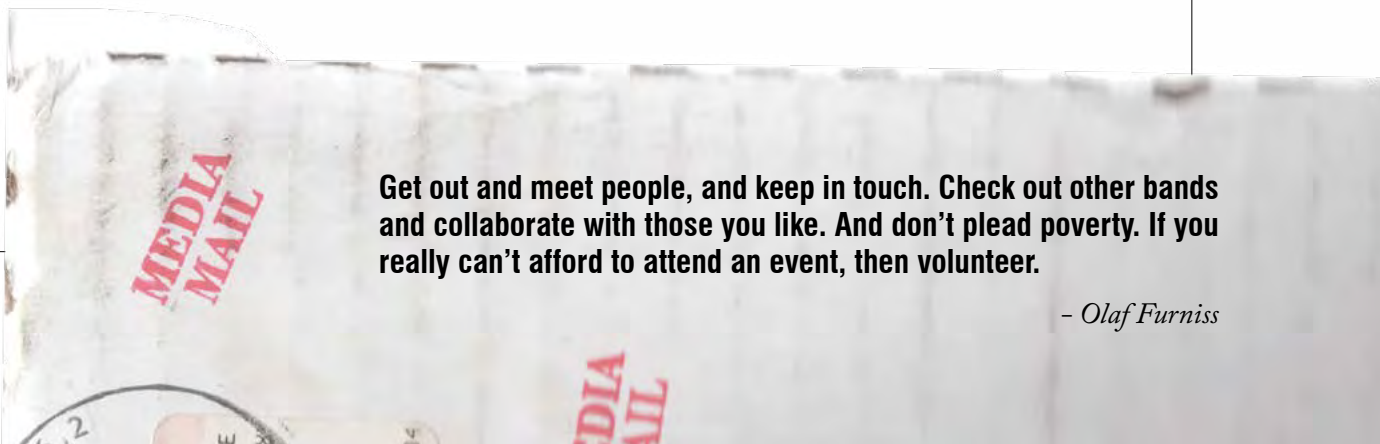 Get out and meet people, and keep in touch. Check out other bands
and collaborate with those you like. And don’t plead poverty. If you
really can’t afford to attend an event, then volunteer.
– Olaf Furniss
MEDIA
MAIL